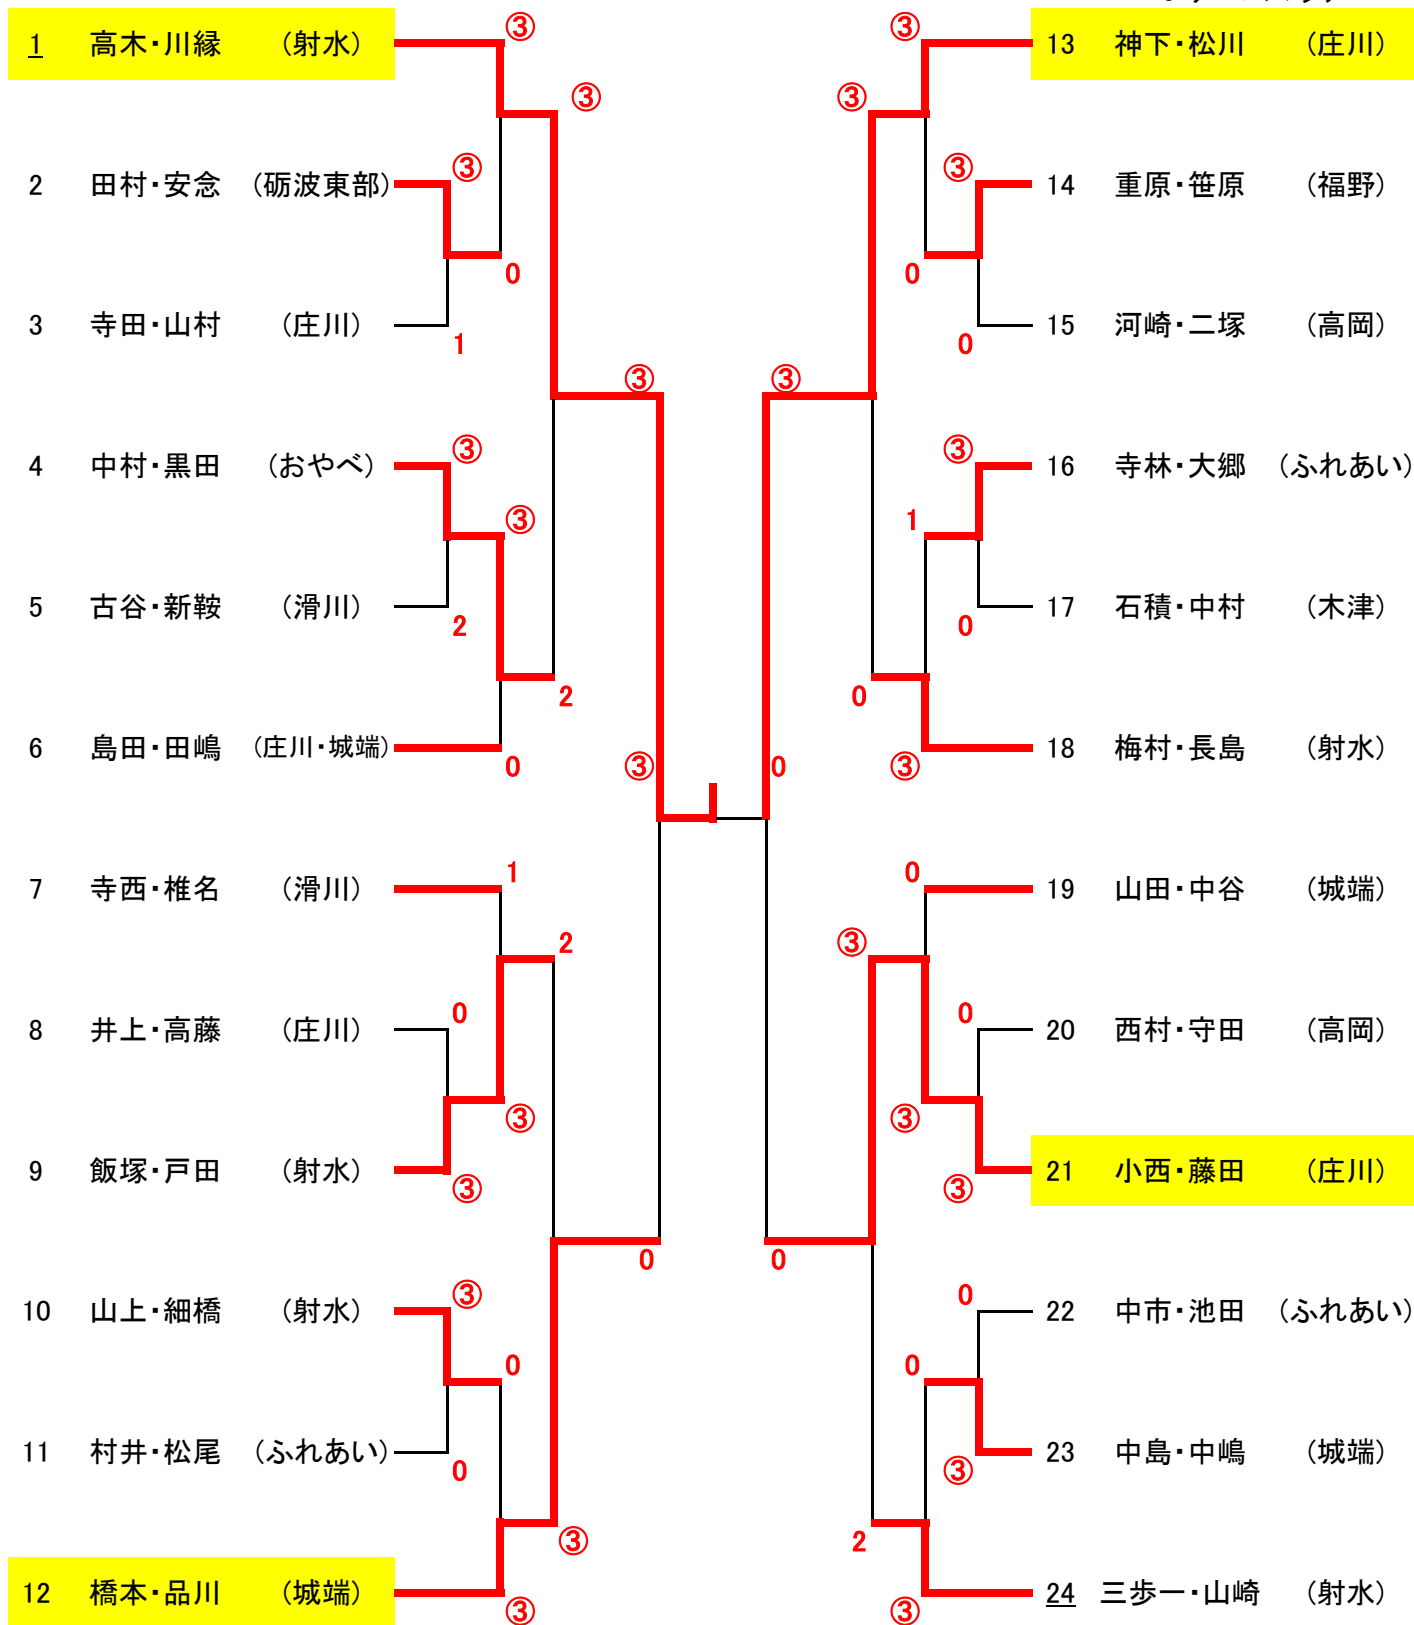 ③ ③
1 高木・川縁 (射水) 13 神下・松川 (庄川)
③ ③
③ ③
2 田村・安念 (砺波東部) 14 重原・笹原 (福野)
0 0
3 寺田・山村 (庄川) 15 河崎・二塚 (高岡)
1 0
③ ③
③ ③
4 中村・黒田 (おやべ) 16 寺林・大郷 (ふれあい)
③ 1
5 古谷・新鞍 (滑川) 17 石積・中村 (木津)
2 0
2 0
6 島田・田嶋 (庄川・城端) 18 梅村・長島 (射水)
0 ③ 0 ③
1 0
7 寺西・椎名 (滑川) 19 山田・中谷 (城端)
2 ③
0 0
8 井上・高藤 (庄川) 20 西村・守田 (高岡)
③ ③
9 飯塚・戸田 (射水) 21 小西・藤田 (庄川)
③ ③
0 0
③ 0
10 山上・細橋 (射水) 22 中市・池田 (ふれあい)
0 0
11 村井・松尾 (ふれあい) 23 中島・中嶋 (城端)
0 ③
③ 2
12 橋本・品川 (城端) 24 三歩一・山崎 (射水)
③ ③